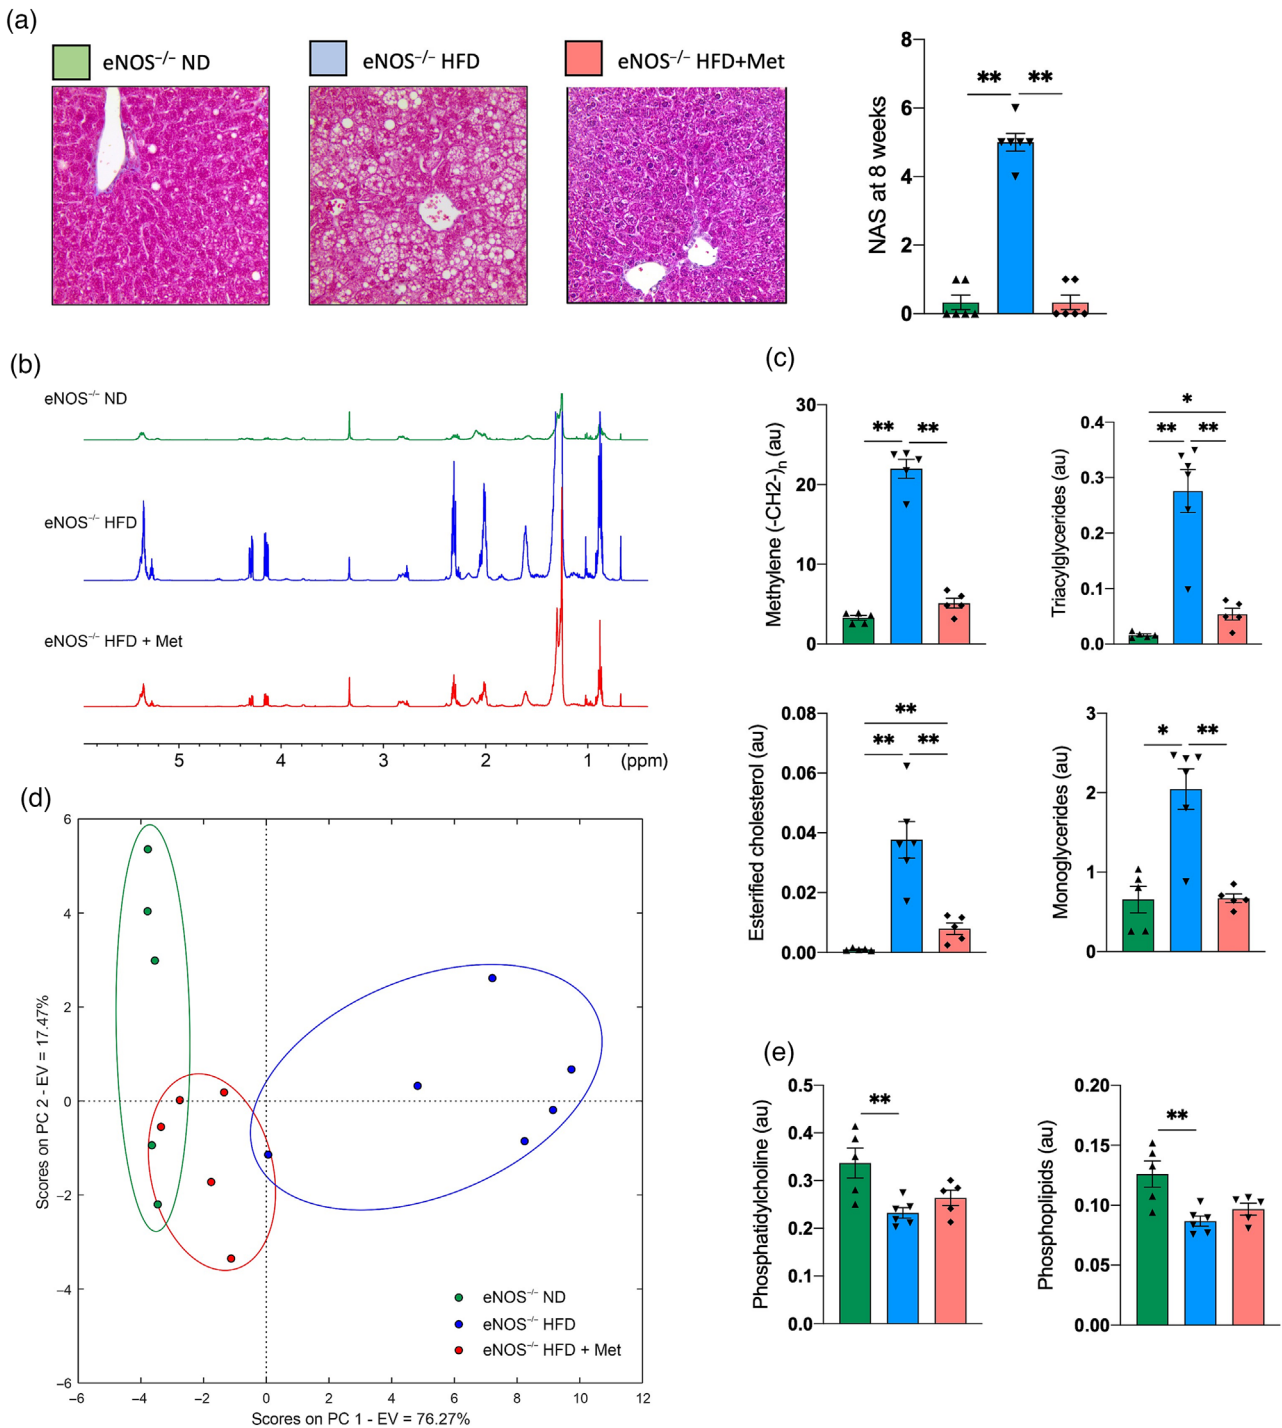 (a)
eNOS⁻/⁻ ND
eNOS⁻/⁻ HFD
eNOS⁻/⁻ HFD+Met
NAS at 8 weeks
8
6
4
2
0
** **
(b)
eNOS⁻/⁻ ND
eNOS⁻/⁻ HFD
eNOS⁻/⁻ HFD + Met
5 4 3 2 1 (ppm)
(c)
Methylene (-CH2-)n (au)
30
20
10
0
** **
Triacylglycerides (au)
0.4
0.3
0.2
0.1
0.0
*
** **
Esterified cholesterol (au)
0.08
0.06
0.04
0.02
0.00
**
** **
Monoglycerides (au)
3
2
1
0
* **
(d)
Scores on PC 2 - EV = 17.47%
6
4
2
0
−2
−4
−6
−6 −4 −2 0 2 4 6 8 10 12
Scores on PC 1 - EV = 76.27%
eNOS⁻/⁻ ND
eNOS⁻/⁻ HFD
eNOS⁻/⁻ HFD + Met
(e)
Phosphatidylcholine (au)
0.5
0.4
0.3
0.2
0.1
0.0
**
Phospholipids (au)
0.20
0.15
0.10
0.05
0.00
**